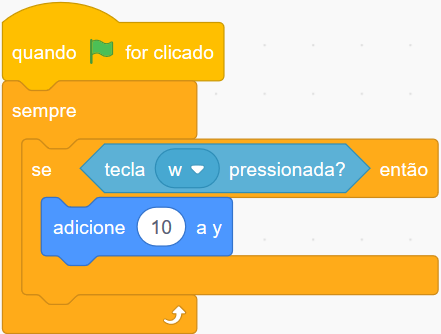 quando for clicado
sempre
se tecla w pressionada? então
adicione 10 a y